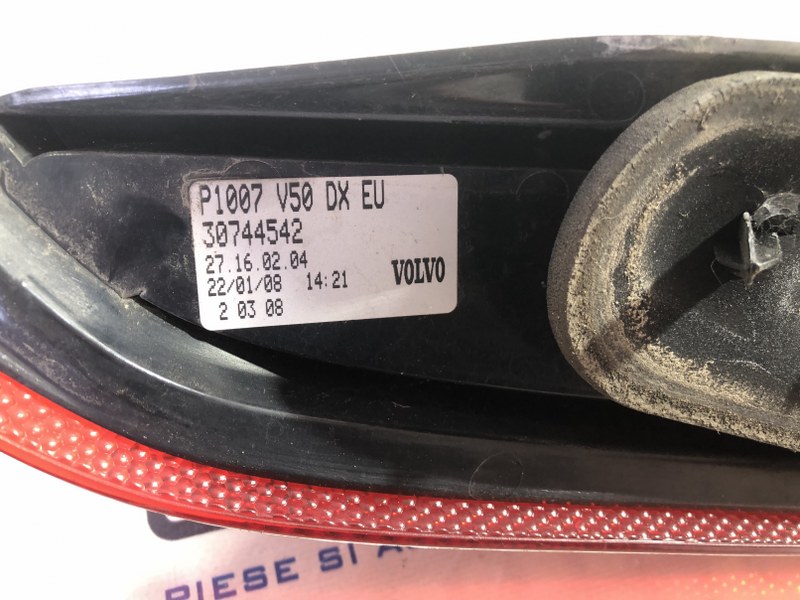 P1007 V50 DX EU
30744542
27.16.02.04
22/01/08 14:21 VOLVO
2 03 08
PIESE SI